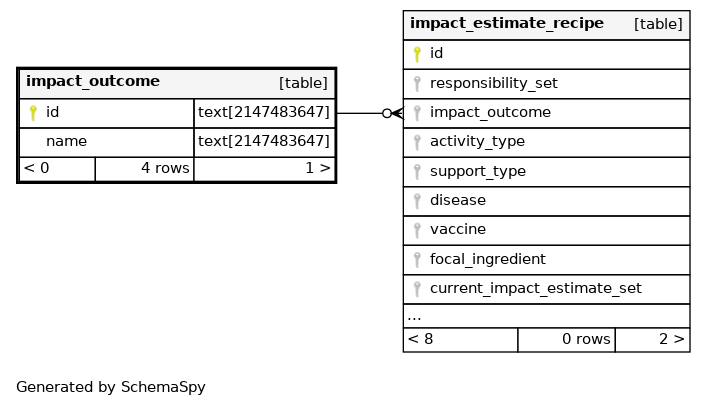 impact_outcome [table]
id text[2147483647]
name text[2147483647]
< 0 4 rows 1 >
impact_estimate_recipe [table]
id
responsibility_set
impact_outcome
activity_type
support_type
disease
vaccine
focal_ingredient
current_impact_estimate_set
...
< 8 0 rows 2 >
Generated by SchemaSpy